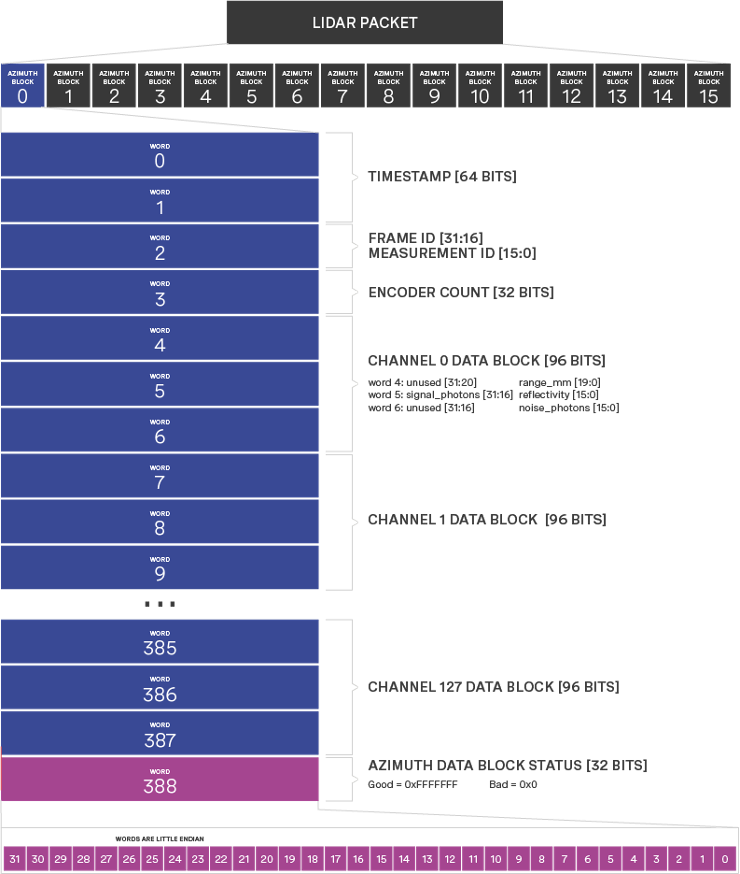 LIDAR PACKET
AZIMUTH BLOCK 0
AZIMUTH BLOCK 1
AZIMUTH BLOCK 2
AZIMUTH BLOCK 3
AZIMUTH BLOCK 4
AZIMUTH BLOCK 5
AZIMUTH BLOCK 6
AZIMUTH BLOCK 7
AZIMUTH BLOCK 8
AZIMUTH BLOCK 9
AZIMUTH BLOCK 10
AZIMUTH BLOCK 11
AZIMUTH BLOCK 12
AZIMUTH BLOCK 13
AZIMUTH BLOCK 14
AZIMUTH BLOCK 15
WORD
0
WORD
1
TIMESTAMP [64 BITS]
WORD
2
FRAME ID [31:16]
MEASUREMENT ID [15:0]
WORD
3
ENCODER COUNT [32 BITS]
WORD
4
WORD
5
WORD
6
CHANNEL 0 DATA BLOCK [96 BITS]
word 4: unused [31:20] range_mm [19:0]
word 5: signal_photons [31:16] reflectivity [15:0]
word 6: unused [31:16] noise_photons [15:0]
WORD
7
WORD
8
WORD
9
CHANNEL 1 DATA BLOCK [96 BITS]
...
WORD
385
WORD
386
WORD
387
CHANNEL 127 DATA BLOCK [96 BITS]
WORD
388
AZIMUTH DATA BLOCK STATUS [32 BITS]
Good = 0xFFFFFFF Bad = 0x0
WORDS ARE LITTLE ENDIAN
31 30 29 28 27 26 25 24 23 22 21 20 19 18 17 16 15 14 13 12 11 10 9 8 7 6 5 4 3 2 1 0